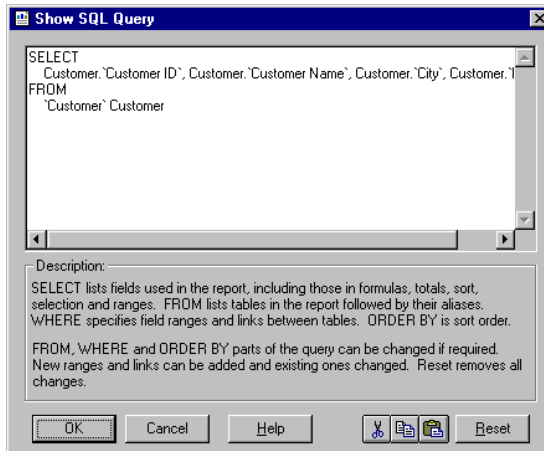 Show SQL Query
SELECT
Customer.`Customer ID`, Customer.`Customer Name`, Customer.`City`, Customer.`
FROM
`Customer` Customer
Description:
SELECT lists fields used in the report, including those in formulas, totals, sort,
selection and ranges.  FROM lists tables in the report followed by their aliases.
WHERE specifies field ranges and links between tables.  ORDER BY is sort order.
FROM, WHERE and ORDER BY parts of the query can be changed if required.
New ranges and links can be added and existing ones changed.  Reset removes all
changes.
OK Cancel Help Reset